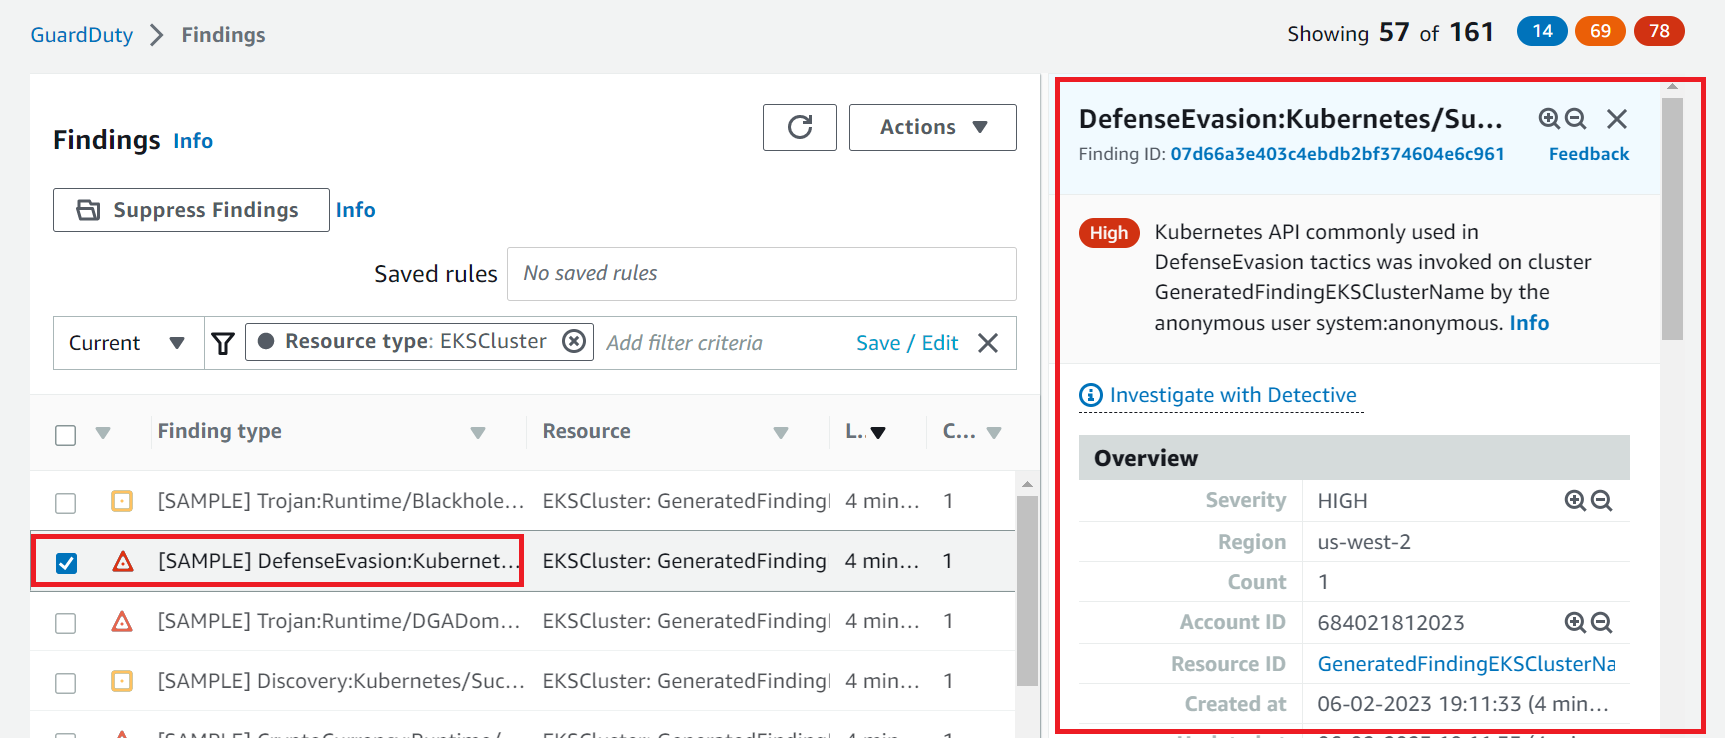 GuardDuty > Findings
Showing 57 of 161 14 69 78
Findings Info
Actions
Suppress Findings Info
Saved rules No saved rules
Current Resource type: EKSCluster Add filter criteria Save / Edit
Finding type Resource L.. C...
[SAMPLE] Trojan:Runtime/Blackhole... EKSCluster: GeneratedFinding 4 min... 1
[SAMPLE] DefenseEvasion:Kubernet... EKSCluster: GeneratedFinding 4 min... 1
[SAMPLE] Trojan:Runtime/DGADom... EKSCluster: GeneratedFinding 4 min... 1
[SAMPLE] Discovery:Kubernetes/Suc... EKSCluster: GeneratedFinding 4 min... 1
DefenseEvasion:Kubernetes/Su...
Finding ID: 07d66a3e403c4ebdb2bf374604e6c961 Feedback
High
Kubernetes API commonly used in
DefenseEvasion tactics was invoked on cluster
GeneratedFindingEKSClusterName by the
anonymous user system:anonymous. Info
Investigate with Detective
Overview
Severity HIGH
Region us-west-2
Count 1
Account ID 684021812023
Resource ID GeneratedFindingEKSClusterNa
Created at 06-02-2023 19:11:33 (4 min...